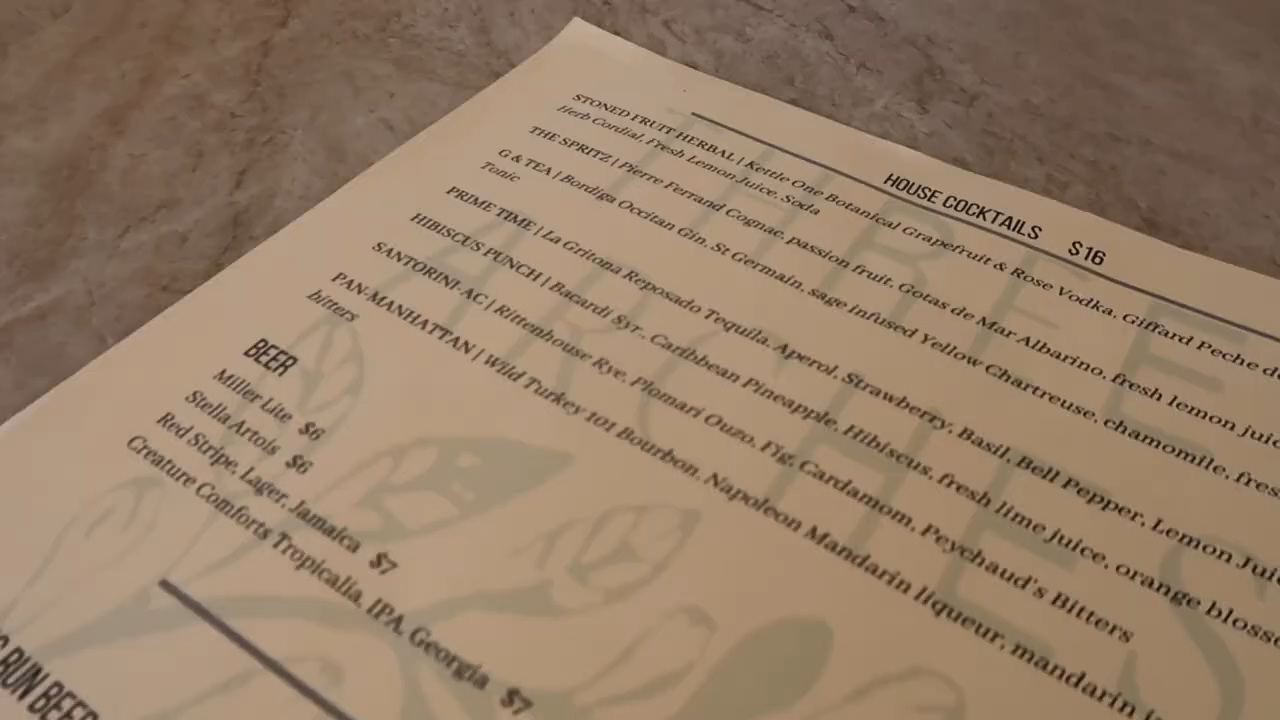 HOUSE COCKTAILS $16
STONED FRUIT HERBAL | Kettle One Botanical Grapefruit & Rose Vodka, Giffard Peche
Herb Cordial, Fresh Lemon Juice, Soda
THE SPRITZ | Pierre Ferrand Cognac, passion fruit, Gotas de Mar Albarino, fresh lemon
G & TEA | Bordiga Occitan Gin, St Germain, sage infused Yellow Chartreuse, chamomile,
Tonic
PRIME TIME | La Gritona Reposado Tequila, Aperol, Strawberry, Basil, Bell Pepper, Lemon
HIBISCUS PUNCH | Bacardi 8yr., Caribbean Pineapple, Hibiscus, fresh lime juice, orange
SANTORINI-AC | Rittenhouse Rye, Plomari Ouzo, Fig, Cardamom, Peychaud's Bitters
PAN-MANHATTAN | Wild Turkey 101 Bourbon, Napoleon Mandarin liqueur, mandarin
bitters
THREE
ARCHES
BEER
Miller Lite $6
Stella Artois $6
Red Stripe, Lager, Jamaica $7
Creature Comforts Tropicalia, IPA, Georgia $7
RUN BEER